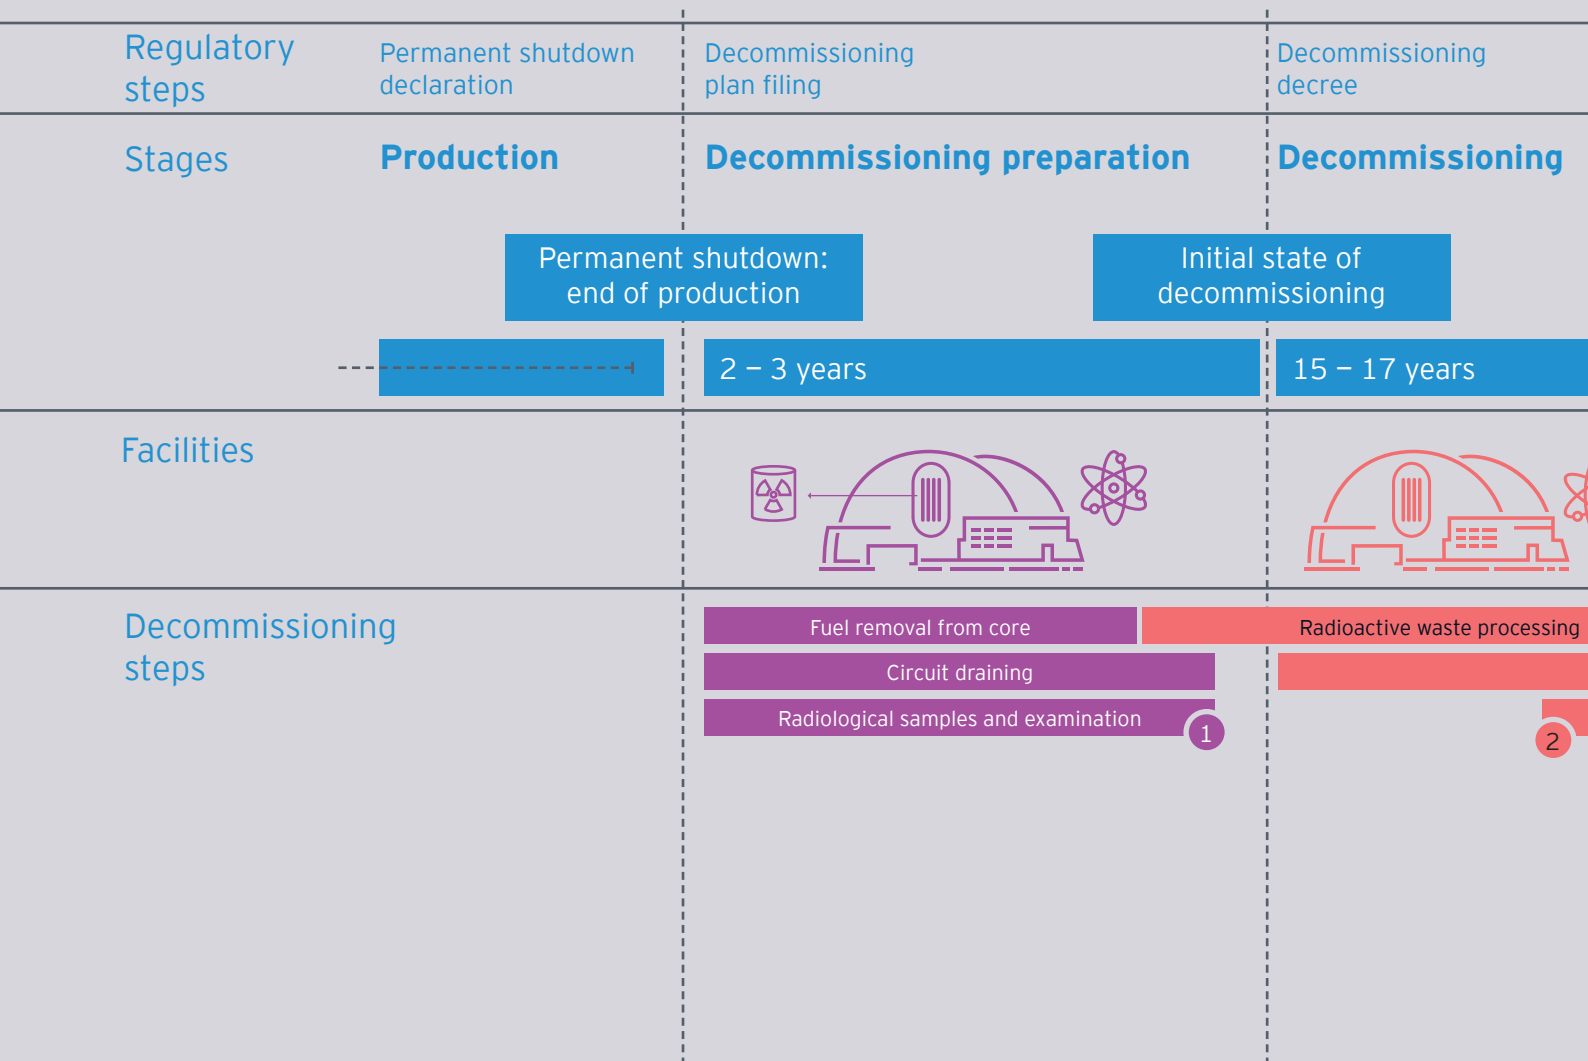 Regulatory
steps
Permanent shutdown
declaration
Decommissioning
plan filing
Decommissioning
decree
Stages
Production
Decommissioning preparation
Decommissioning
Permanent shutdown:
end of production
Initial state of
decommissioning
2 – 3 years
15 – 17 years
Facilities
Decommissioning
steps
Fuel removal from core
Radioactive waste processing
Circuit draining
Radiological samples and examination
1
2